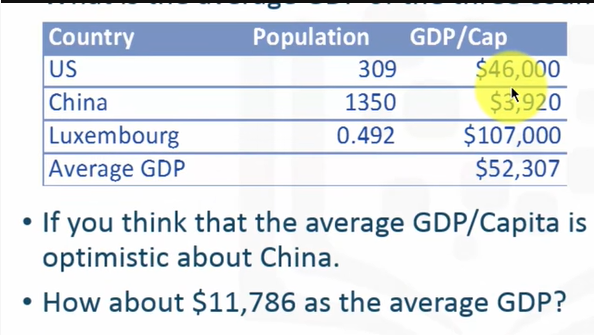 Country Population GDP/Cap
US 309 $46,000
China 1350 $3,920
Luxembourg 0.492 $107,000
Average GDP $52,307
• If you think that the average GDP/Capita is
optimistic about China.
• How about $11,786 as the average GDP?